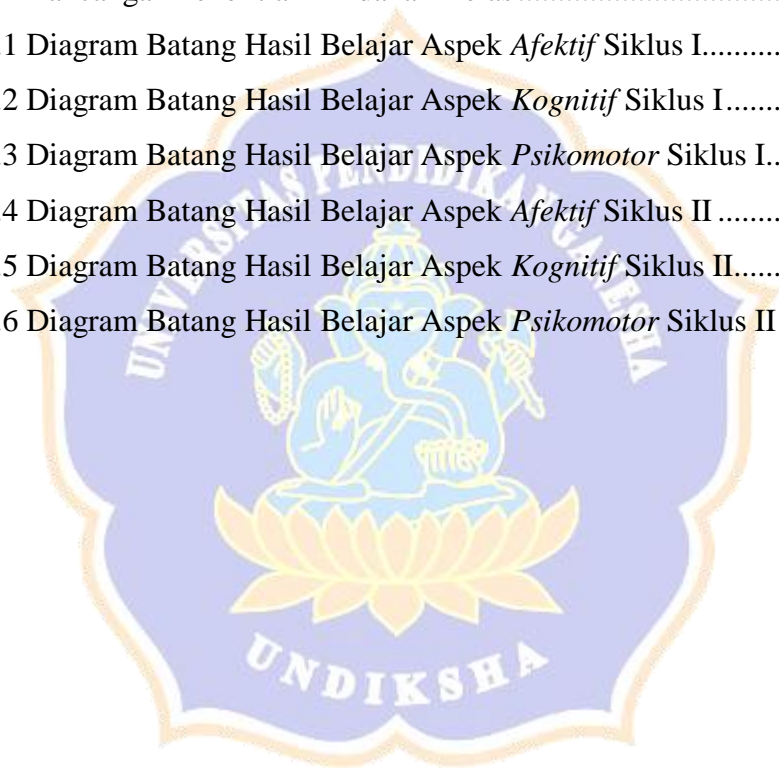 .1 Diagram Batang Hasil Belajar Aspek Afektif Siklus I..........
.2 Diagram Batang Hasil Belajar Aspek Kognitif Siklus I.......
.3 Diagram Batang Hasil Belajar Aspek Psikomotor Siklus I..
.4 Diagram Batang Hasil Belajar Aspek Afektif Siklus II ........
.5 Diagram Batang Hasil Belajar Aspek Kognitif Siklus II......
.6 Diagram Batang Hasil Belajar Aspek Psikomotor Siklus II
UNIVERSITAS PENDIDIKAN GANESHA
UNDIKSHA